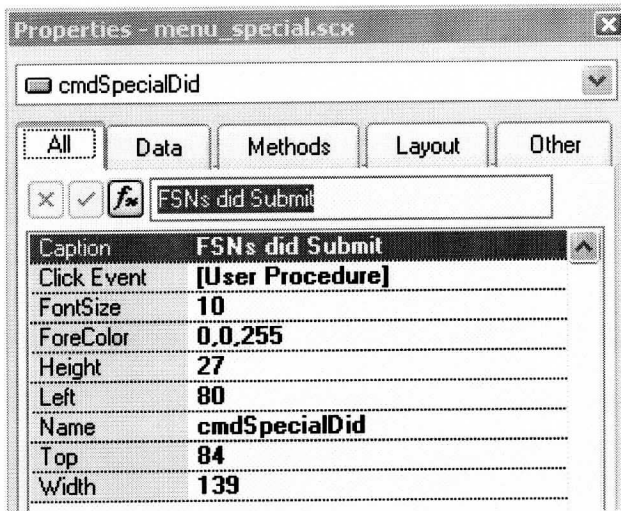 Properties - menu_special.scx
cmdSpecialDid
All Data Methods Layout Other
fx FSNs did Submit
Caption FSNs did Submit
Click Event [User Procedure]
FontSize 10
ForeColor 0,0,255
Height 27
Left 80
Name cmdSpecialDid
Top 84
Width 139